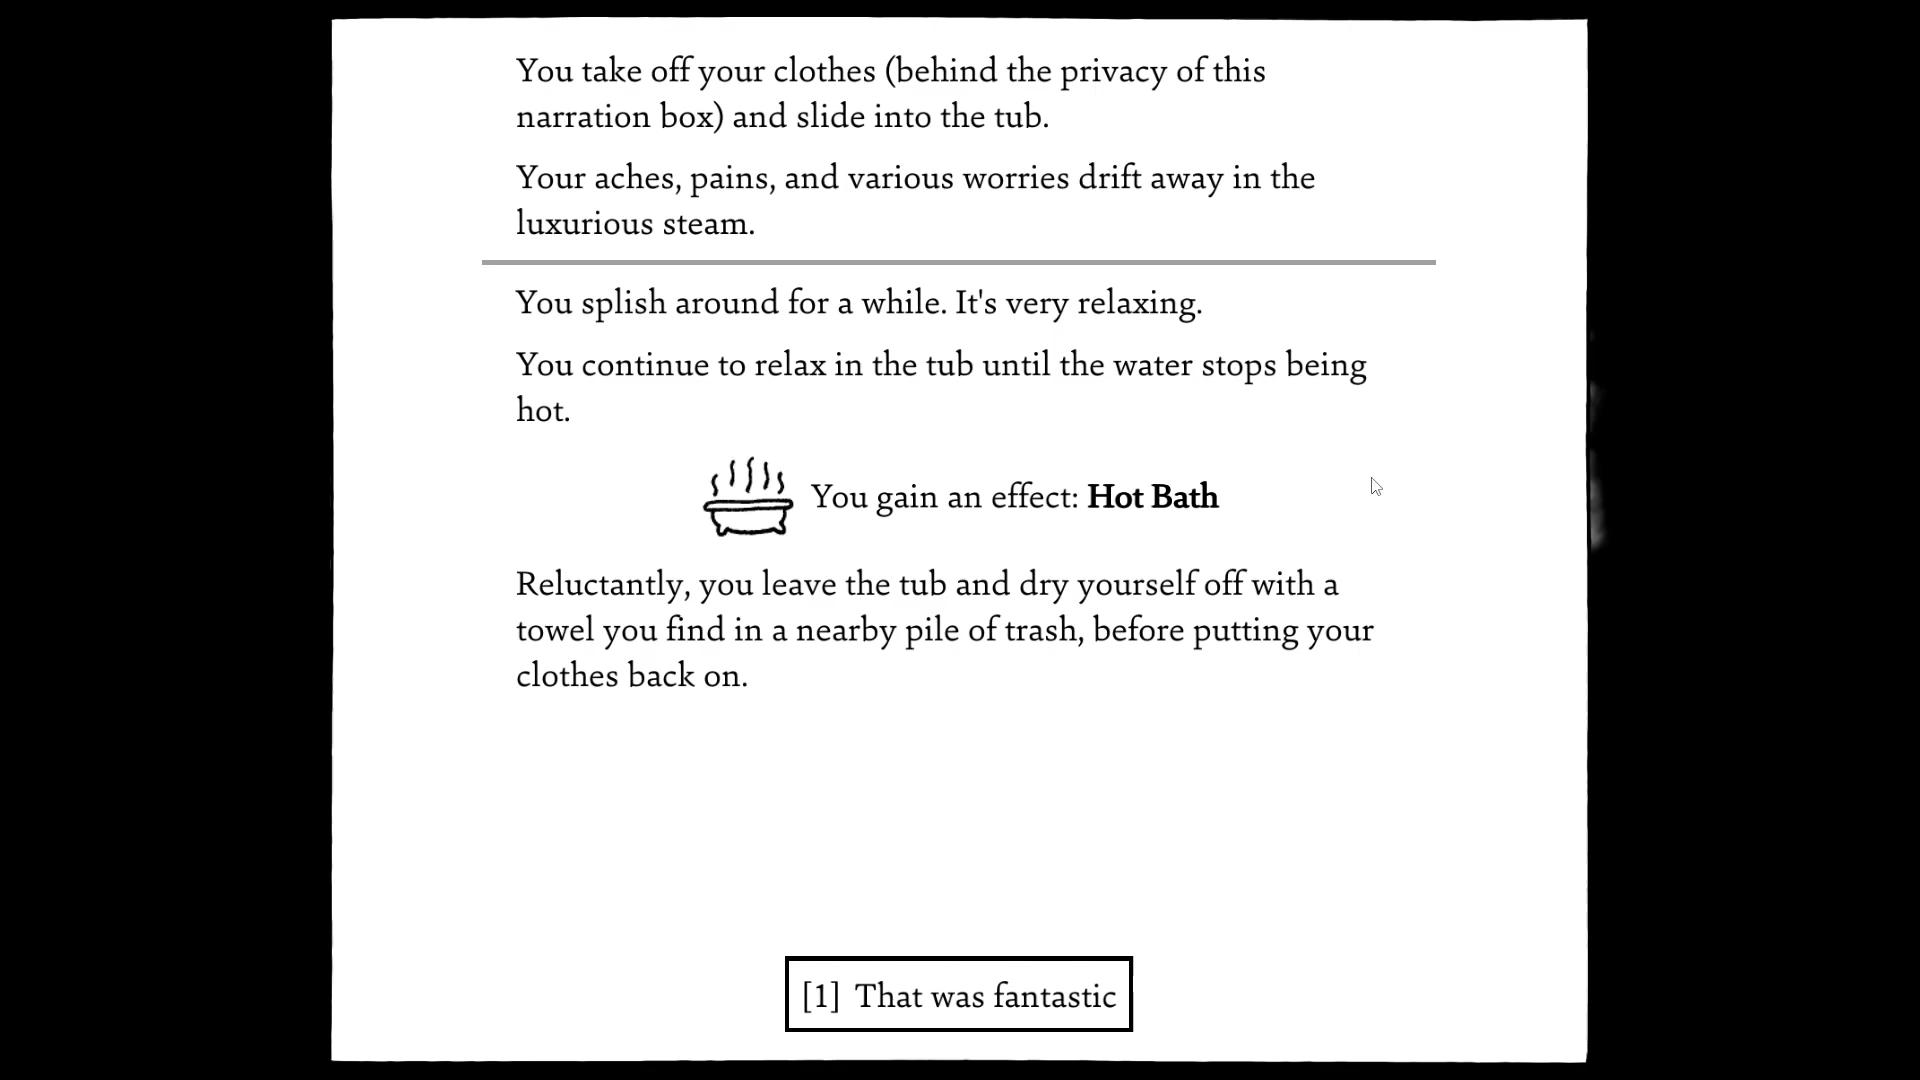 You take off your clothes (behind the privacy of this
narration box) and slide into the tub.
Your aches, pains, and various worries drift away in the
luxurious steam.
You splish around for a while. It's very relaxing.
You continue to relax in the tub until the water stops being
hot.
You gain an effect: Hot Bath
Reluctantly, you leave the tub and dry yourself off with a
towel you find in a nearby pile of trash, before putting your
clothes back on.
[1] That was fantastic